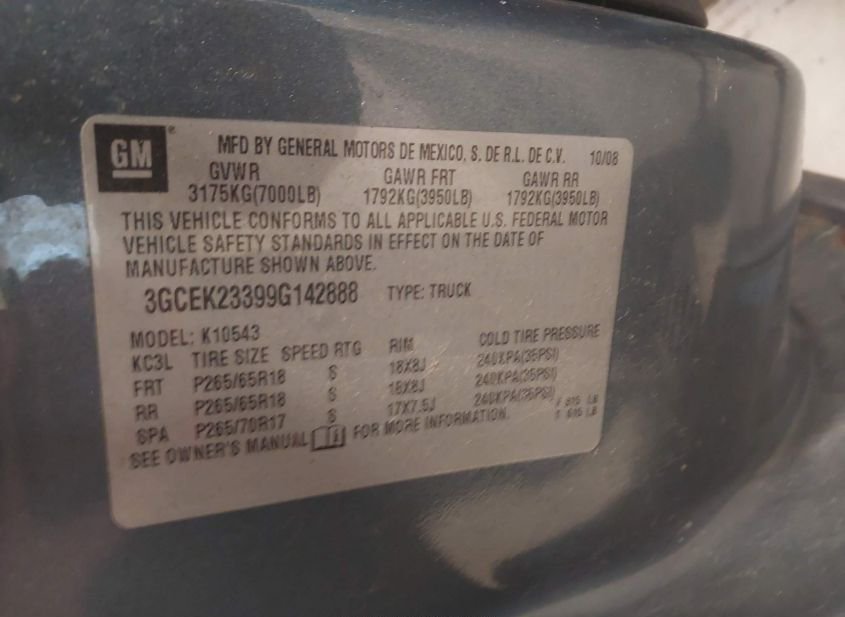 GM® MFD BY GENERAL MOTORS DE MEXICO, S. DE R.L. DE C.V. 10/08
GVWR GAWR FRT GAWR RR
3175KG(7000LB) 1792KG(3950LB) 1792KG(3950LB)
THIS VEHICLE CONFORMS TO ALL APPLICABLE U.S. FEDERAL MOTOR
VEHICLE SAFETY STANDARDS IN EFFECT ON THE DATE OF
MANUFACTURE SHOWN ABOVE.
3GCEK23399G142888 TYPE: TRUCK
MODEL: K10543
KC3L TIRE SIZE SPEED RTG RIM COLD TIRE PRESSURE
FRT P265/65R18 S 18X8J 240KPA(35PSI)
RR P265/65R18 S 18X8J 240KPA(35PSI)
SPA P265/70R17 S 17X7.5J 240KPA(35PSI)
SEE OWNER'S MANUAL FOR MORE INFORMATION.